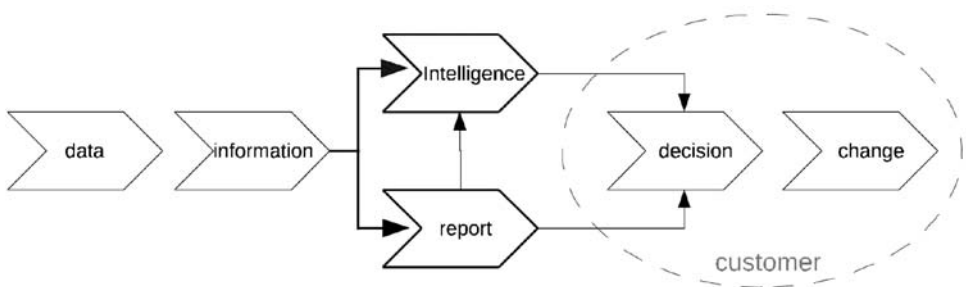 Intelligence
data
information
decision
change
report
customer